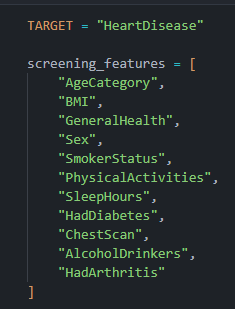 TARGET = "HeartDisease"
screening_features = [
"AgeCategory",
"BMI",
"GeneralHealth",
"Sex",
"SmokerStatus",
"PhysicalActivities",
"SleepHours",
"HadDiabetes",
"ChestScan",
"AlcoholDrinkers",
"HadArthritis"
]